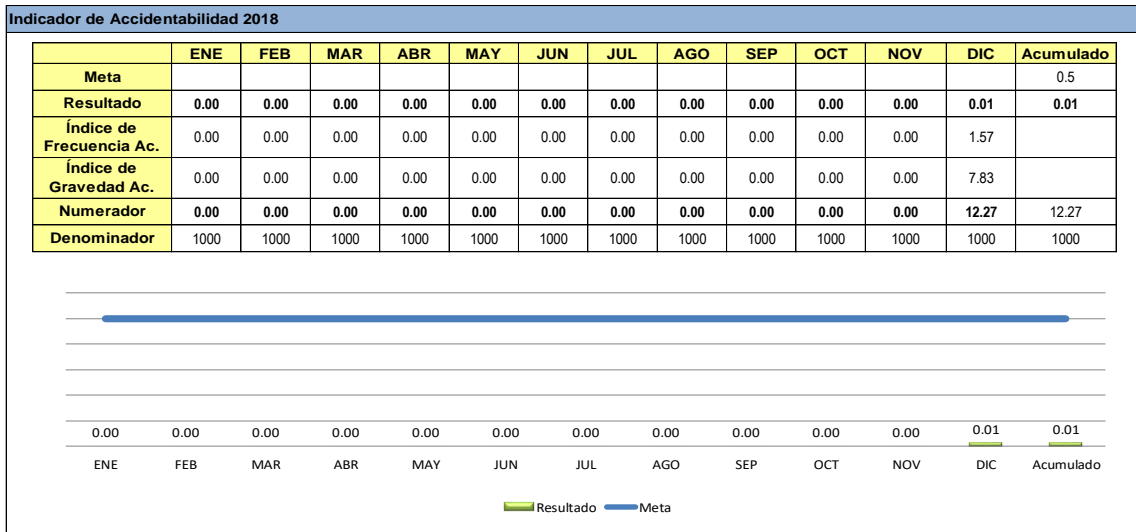 Indicador de Accidentabilidad 2018
ENE FEB MAR ABR MAY JUN JUL AGO SEP OCT NOV DIC Acumulado
Meta 0.5
Resultado 0.00 0.00 0.00 0.00 0.00 0.00 0.00 0.00 0.00 0.00 0.00 0.01 0.01
Índice de
Frecuencia Ac. 0.00 0.00 0.00 0.00 0.00 0.00 0.00 0.00 0.00 0.00 0.00 1.57
Índice de
Gravedad Ac. 0.00 0.00 0.00 0.00 0.00 0.00 0.00 0.00 0.00 0.00 0.00 7.83
Numerador 0.00 0.00 0.00 0.00 0.00 0.00 0.00 0.00 0.00 0.00 0.00 12.27 12.27
Denominador 1000 1000 1000 1000 1000 1000 1000 1000 1000 1000 1000 1000 1000
0.00 0.00 0.00 0.00 0.00 0.00 0.00 0.00 0.00 0.00 0.00 0.01 0.01
ENE FEB MAR ABR MAY JUN JUL AGO SEP OCT NOV DIC Acumulado
Resultado Meta